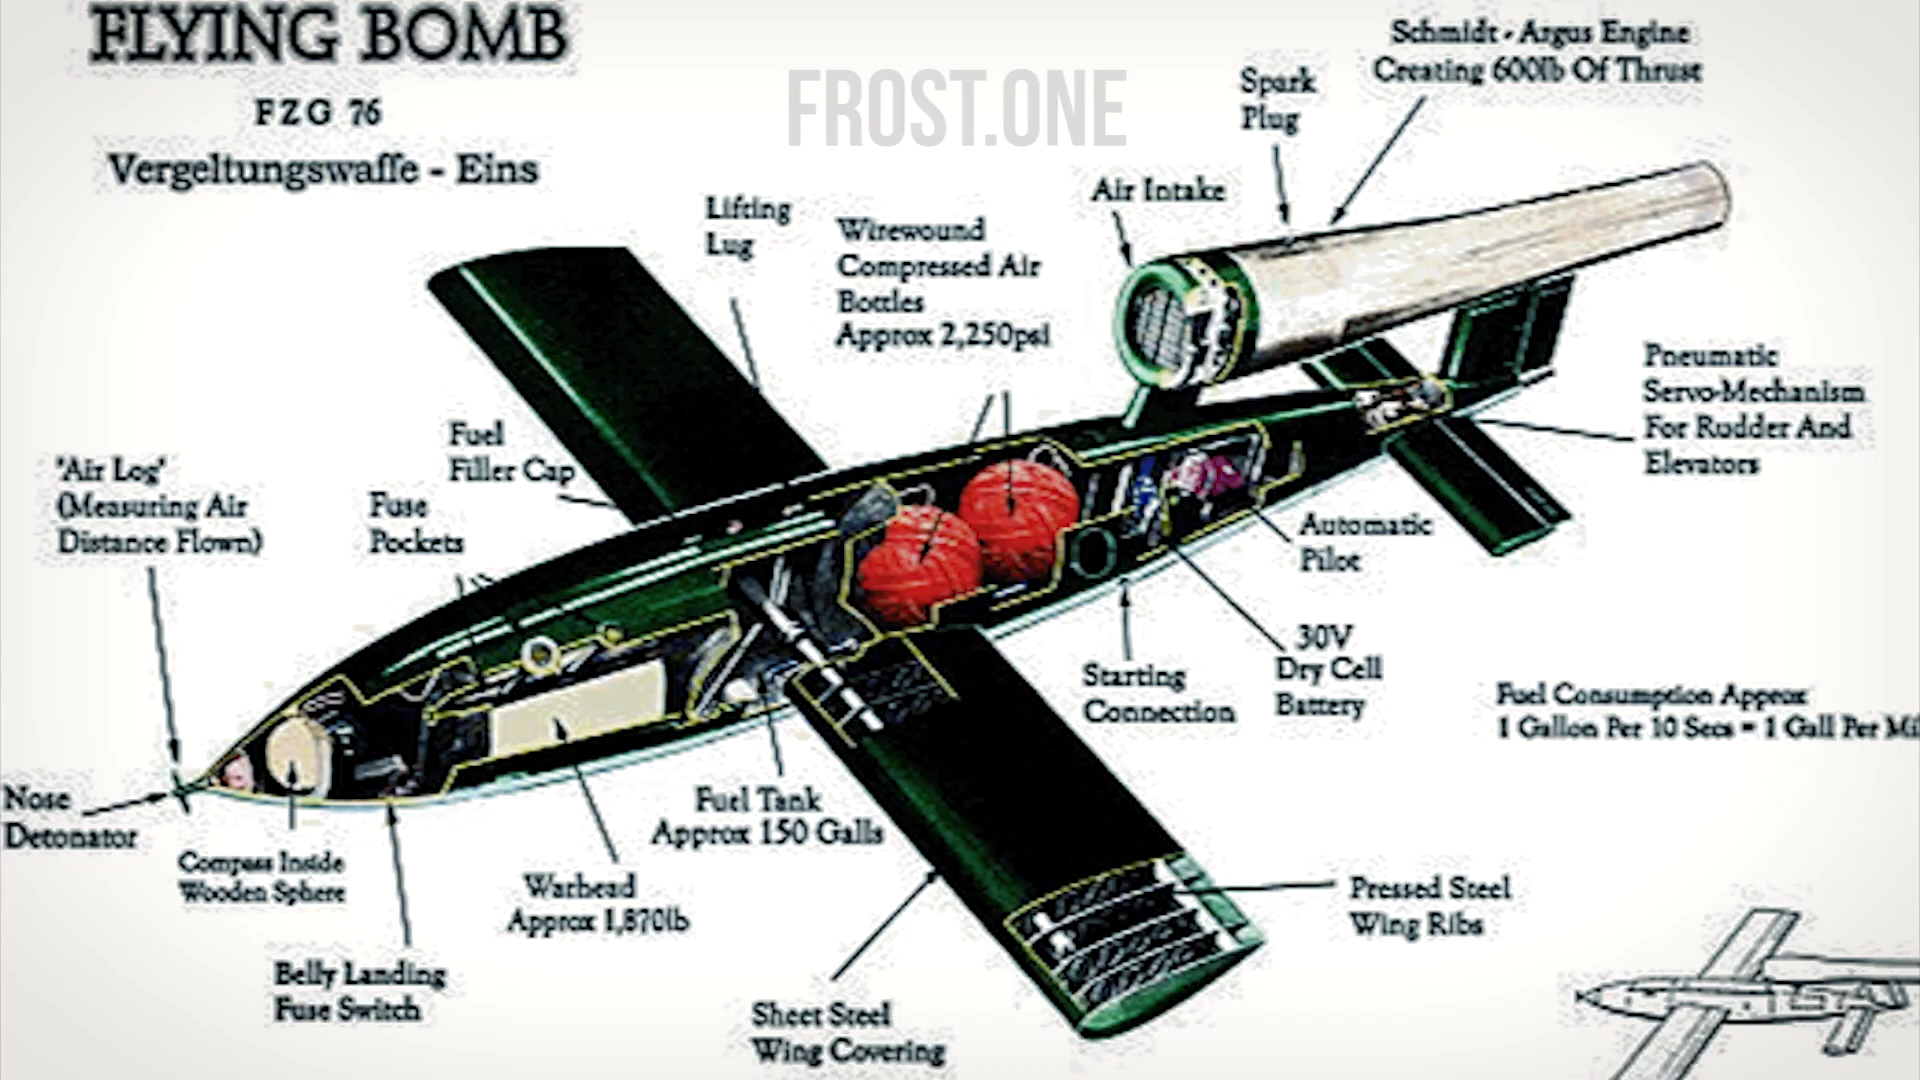 FLYING BOMB
FZG 76
Vergeltungswaffe - Eins
FROST.ONE
Schmidt - Argus Engine
Creating 600lb Of Thrust
Spark
Plug
Air Intake
Lifting
Lug
Wirewound
Compressed Air
Bottles
Approx 2,250psi
Pneumatic
Servo-Mechanism
For Rudder And
Elevators
Fuel
Filler Cap
'Air Log'
(Measuring Air
Distance Flown)
Fuse
Pockets
Automatic
Pilot
30V
Dry Cell
Battery
Starting
Connection
Fuel Consumption Approx
1 Gallon Per 10 Secs = 1 Gall Per
Nose
Detonator
Compass Inside
Wooden Sphere
Fuel Tank
Approx 150 Galls
Warhead
Approx 1,870lb
Pressed Steel
Wing Ribs
Belly Landing
Fuse Switch
Sheet Steel
Wing Covering